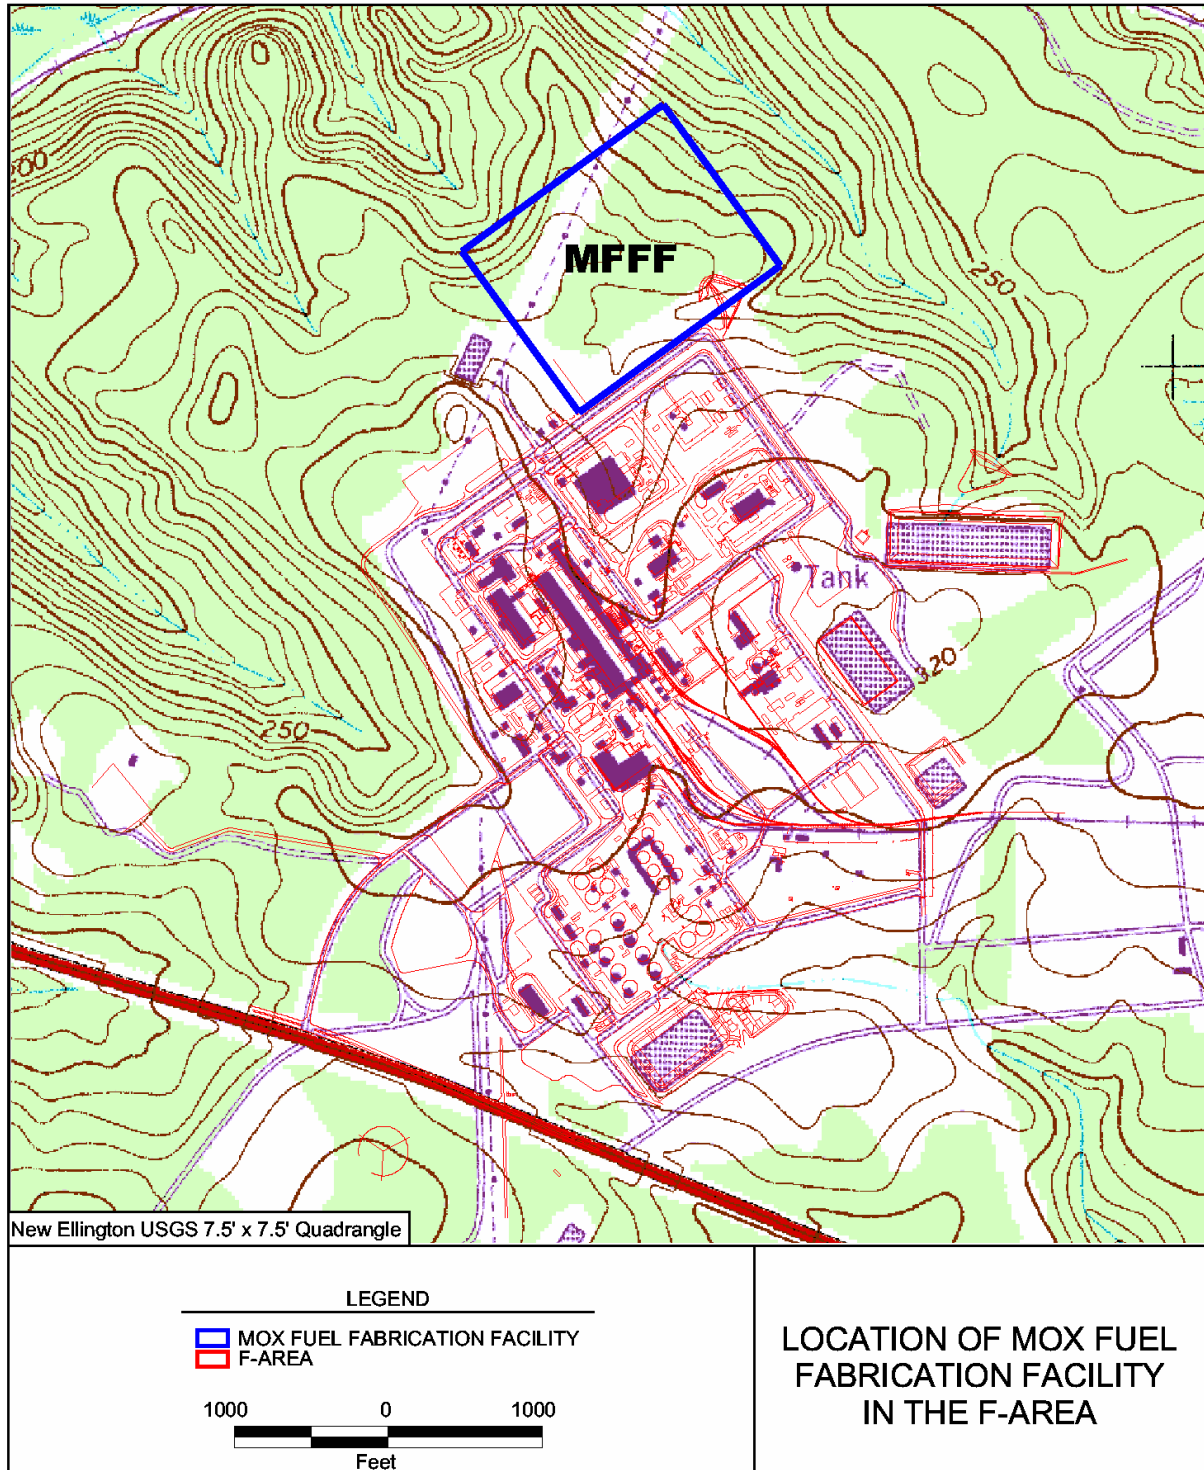 MFFF
250
Tank
320
250
New Ellington USGS 7.5' x 7.5' Quadrangle
LEGEND
MOX FUEL FABRICATION FACILITY
F-AREA
1000 0 1000
Feet
LOCATION OF MOX FUEL
FABRICATION FACILITY
IN THE F-AREA